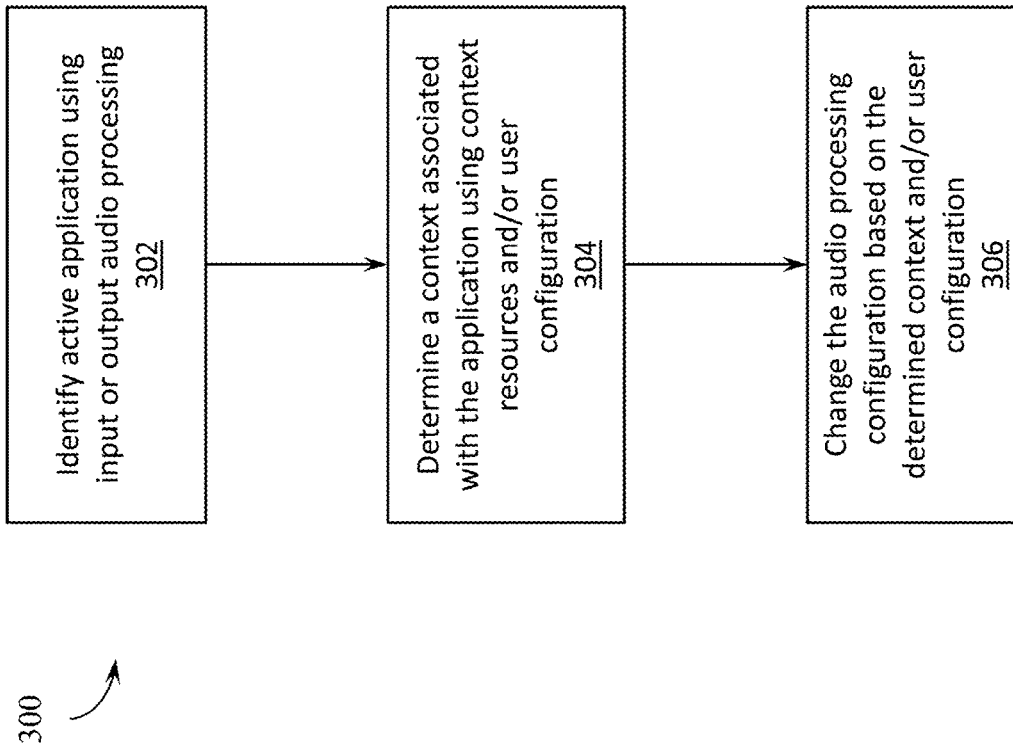 300
Identify active application using
input or output audio processing
302
Determine a context associated
with the application using context
resources and/or user
configuration
304
Change the audio processing
configuration based on the
determined context and/or user
configuration
306